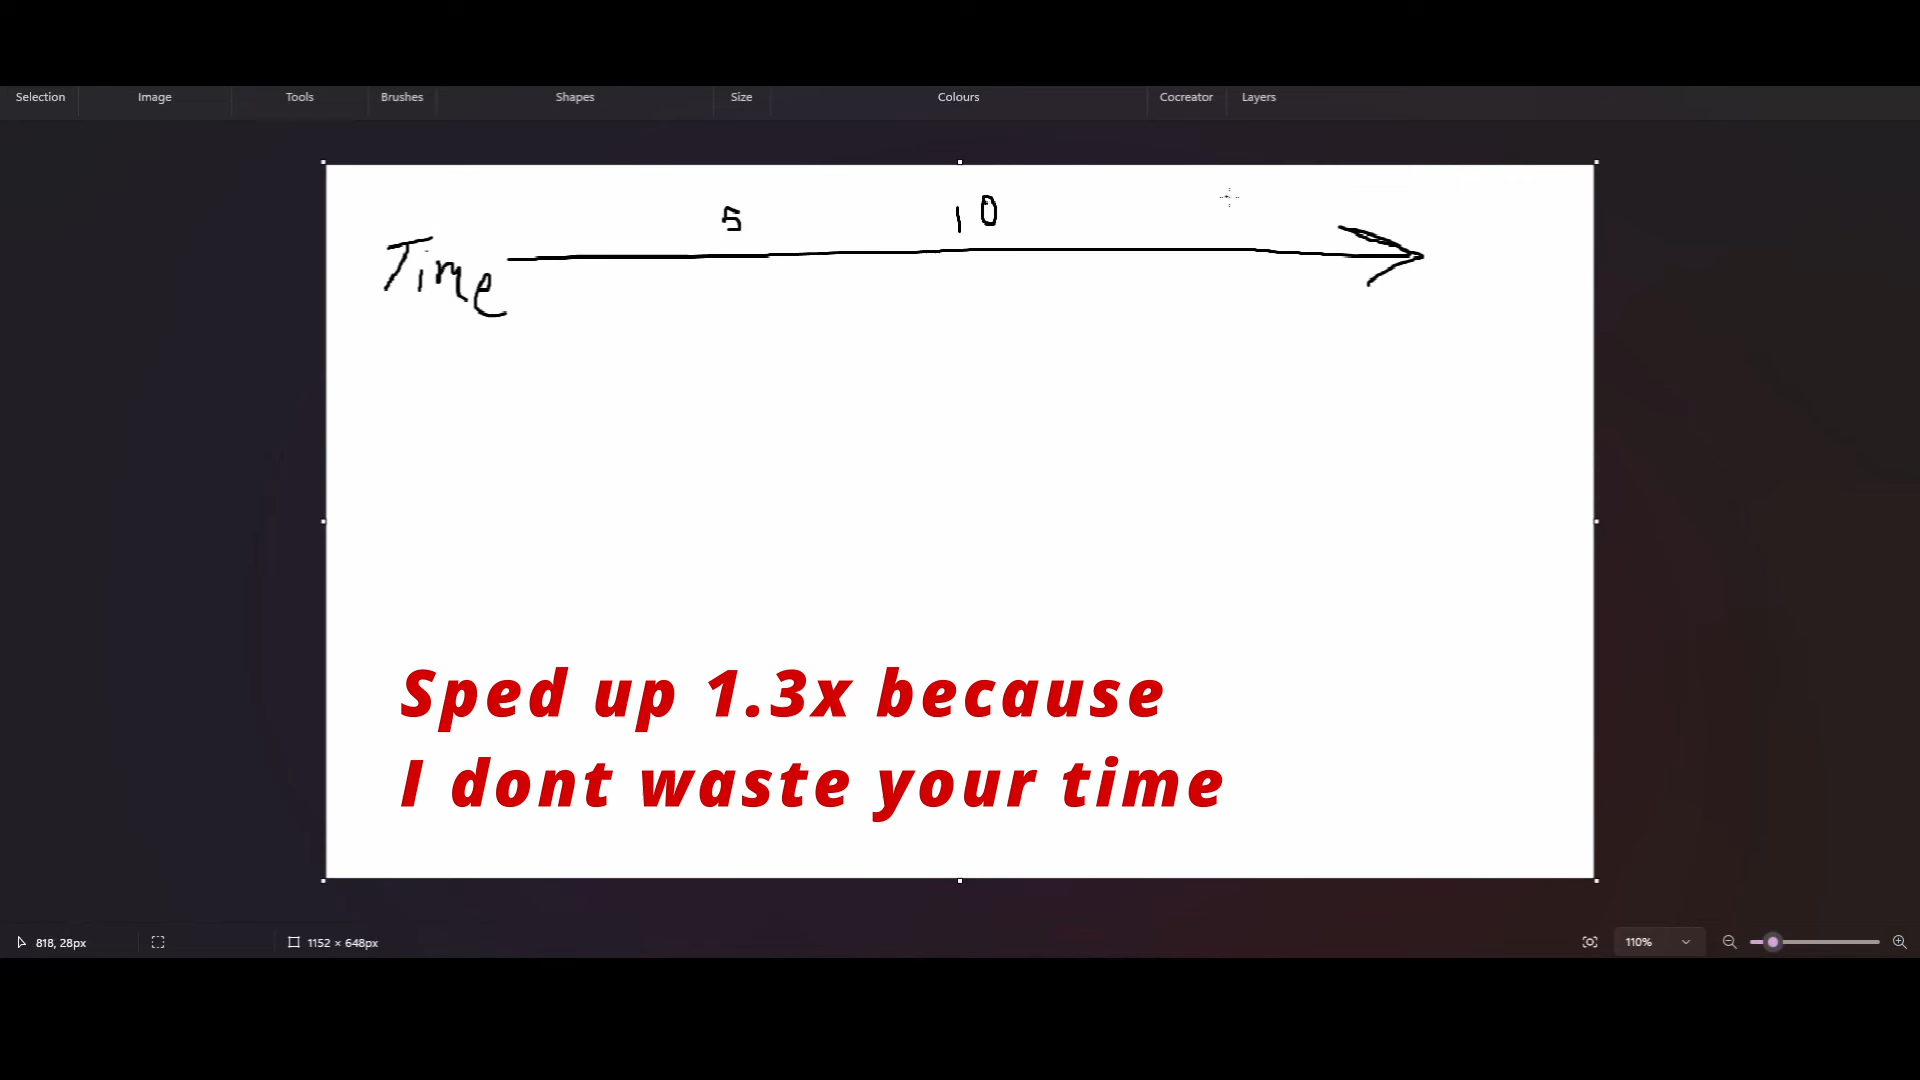 Selection Image Tools Brushes Shapes Size Colours Cocreator Layers
5 10
Time
Sped up 1.3x because
I dont waste your time
818, 28px 1152 × 648px 110%